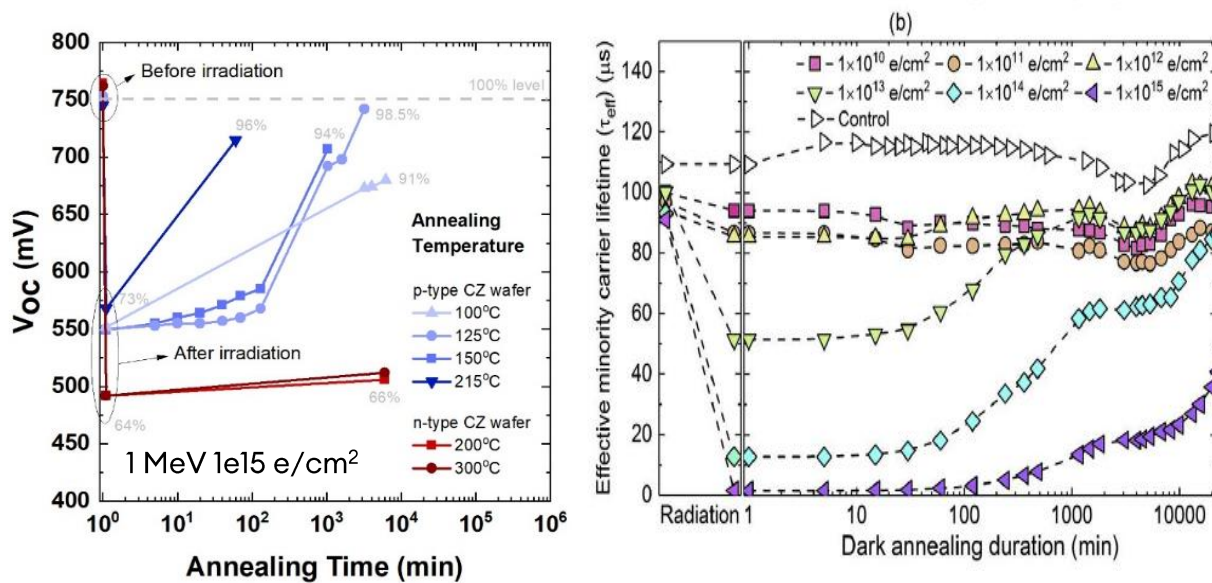 800
750
700
650
600
550
500
450
400
Voc (mV)
Before irradiation
100% level
96%
94%
98.5%
91%
73%
After irradiation
64%
66%
1 MeV 1e15 e/cm²
Annealing
Temperature
p-type CZ wafer
100°C
125°C
150°C
215°C
n-type CZ wafer
200°C
300°C
10⁰ 10¹ 10² 10³ 10⁴ 10⁵ 10⁶
Annealing Time (min)
(b)
140
120
100
80
60
40
20
0
Effective minority carrier lifetime (τeff) (μs)
1×10¹⁰ e/cm² 1×10¹¹ e/cm² 1×10¹² e/cm²
1×10¹³ e/cm² 1×10¹⁴ e/cm² 1×10¹⁵ e/cm²
Control
Radiation 1 10 100 1000 10000
Dark annealing duration (min)